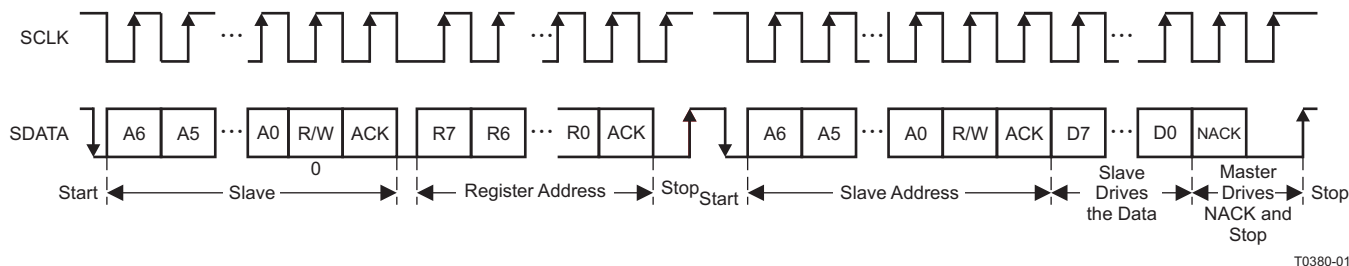 SCLK ... ... ... ...
SDATA A6 A5 ... A0 R/W ACK R7 R6 ... R0 ACK A6 A5 ... A0 R/W ACK D7 ... D0 NACK
0
Start Slave Register Address Stop Start Slave Address Slave Drives the Data Master Drives NACK and Stop Stop
T0380-01